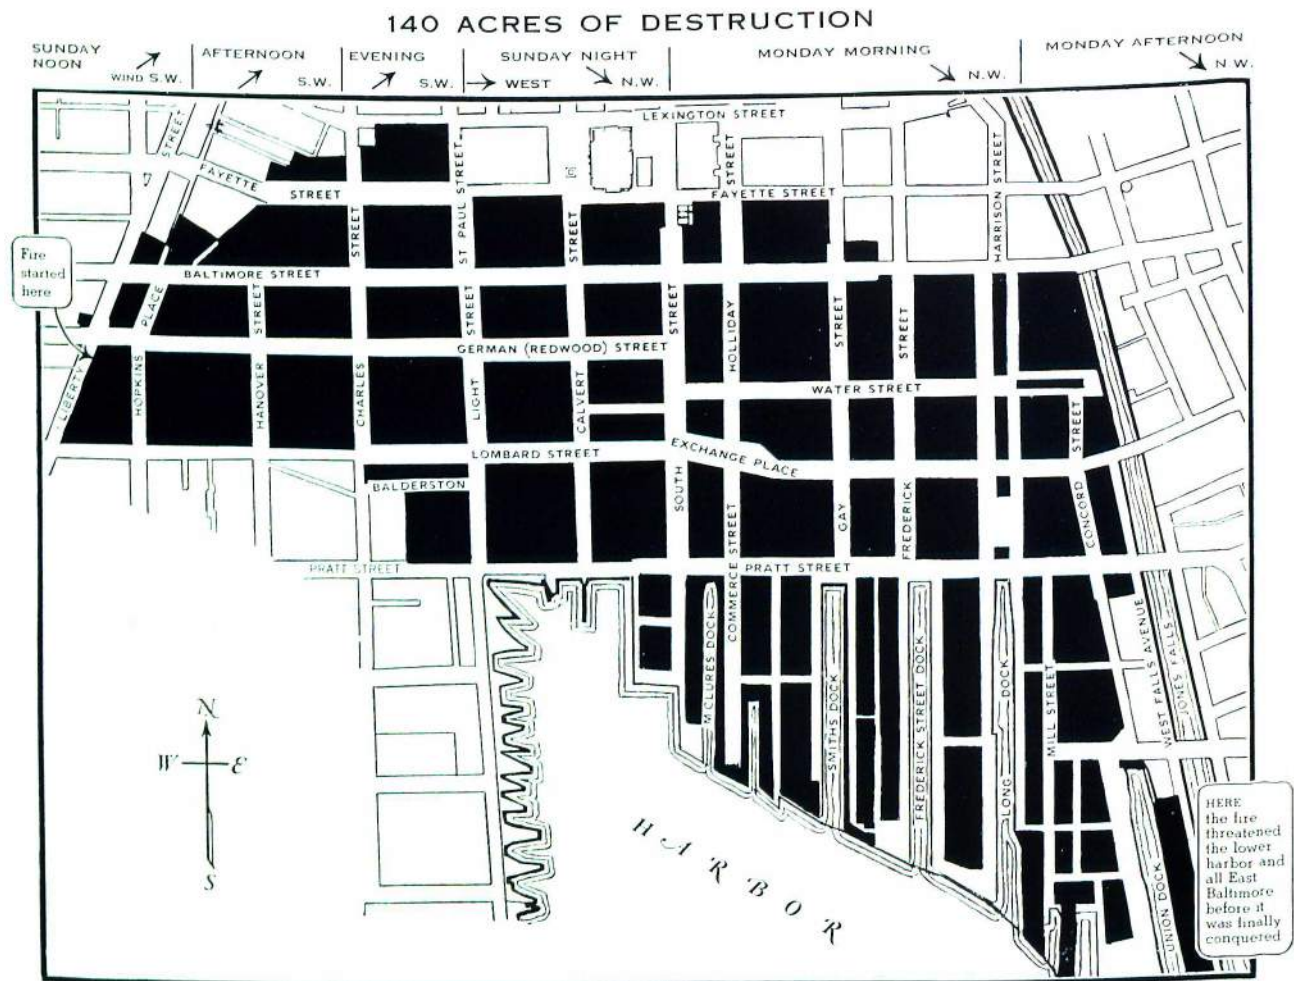 140 ACRES OF DESTRUCTION
SUNDAY
NOON
WIND S.W.
AFTERNOON
S.W.
EVENING
S.W.
SUNDAY NIGHT
WEST
N.W.
MONDAY MORNING
N.W.
MONDAY AFTERNOON
N.W.
LEXINGTON STREET
STREET
FAYETTE
STREET
FAYETTE STREET
STREET
ST PAUL STREET
STREET
STREET
HARRISON STREET
Fire
started
here
BALTIMORE STREET
PLACE
STREET
STREET
STREET
STREET
STREET
GERMAN (REDWOOD) STREET
HOLLIDAY
WATER STREET
LIBERTY
HOPKINS
HANOVER
CHARLES
LIGHT
CALVERT
STREET
LOMBARD STREET
EXCHANGE PLACE
BALDERSTON
SOUTH
COMMERCE STREET
GAY
FREDERICK
CONCORD
PRATT STREET
PRATT STREET
MCLURES DOCK
SMITHS DOCK
FREDERICK STREET DOCK
LONG DOCK
MILL STREET
WEST FALLS AVENUE
JONES FALLS
UNION DOCK
N
W
E
S
HARBOR
HERE
the fire
threatened
the lower
harbor and
all East
Baltimore
before it
was finally
conquered